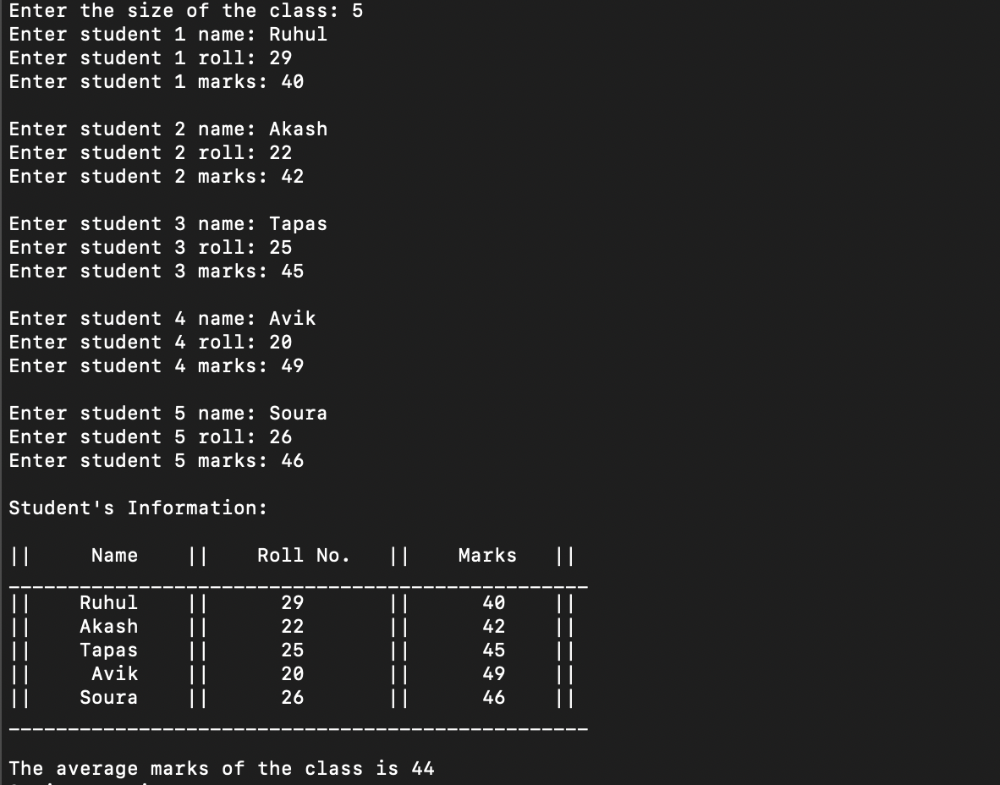 Enter the size of the class: 5
Enter student 1 name: Ruhul
Enter student 1 roll: 29
Enter student 1 marks: 40
Enter student 2 name: Akash
Enter student 2 roll: 22
Enter student 2 marks: 42
Enter student 3 name: Tapas
Enter student 3 roll: 25
Enter student 3 marks: 45
Enter student 4 name: Avik
Enter student 4 roll: 20
Enter student 4 marks: 49
Enter student 5 name: Soura
Enter student 5 roll: 26
Enter student 5 marks: 46
Student's Information:
||     Name    ||    Roll No.   ||    Marks   ||
_________________________________________________
||    Ruhul    ||      29       ||      40    ||
||    Akash    ||      22       ||      42    ||
||    Tapas    ||      25       ||      45    ||
||     Avik    ||      20       ||      49    ||
||    Soura    ||      26       ||      46    ||
_________________________________________________
The average marks of the class is 44